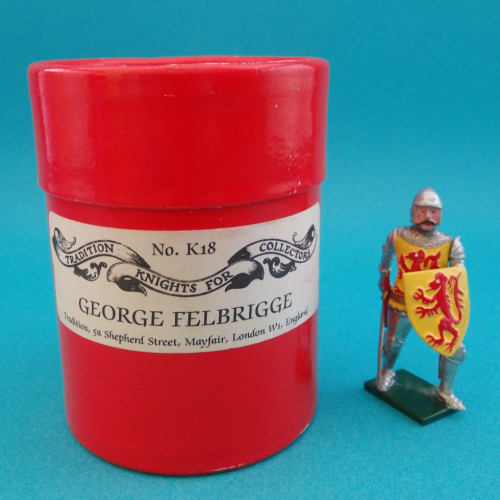 TRADITION
No. K18
COLLECTORS
KNIGHTS FOR
GEORGE FELBRIGGE
Tradition, 5a Shepherd Street, Mayfair, London W1, England